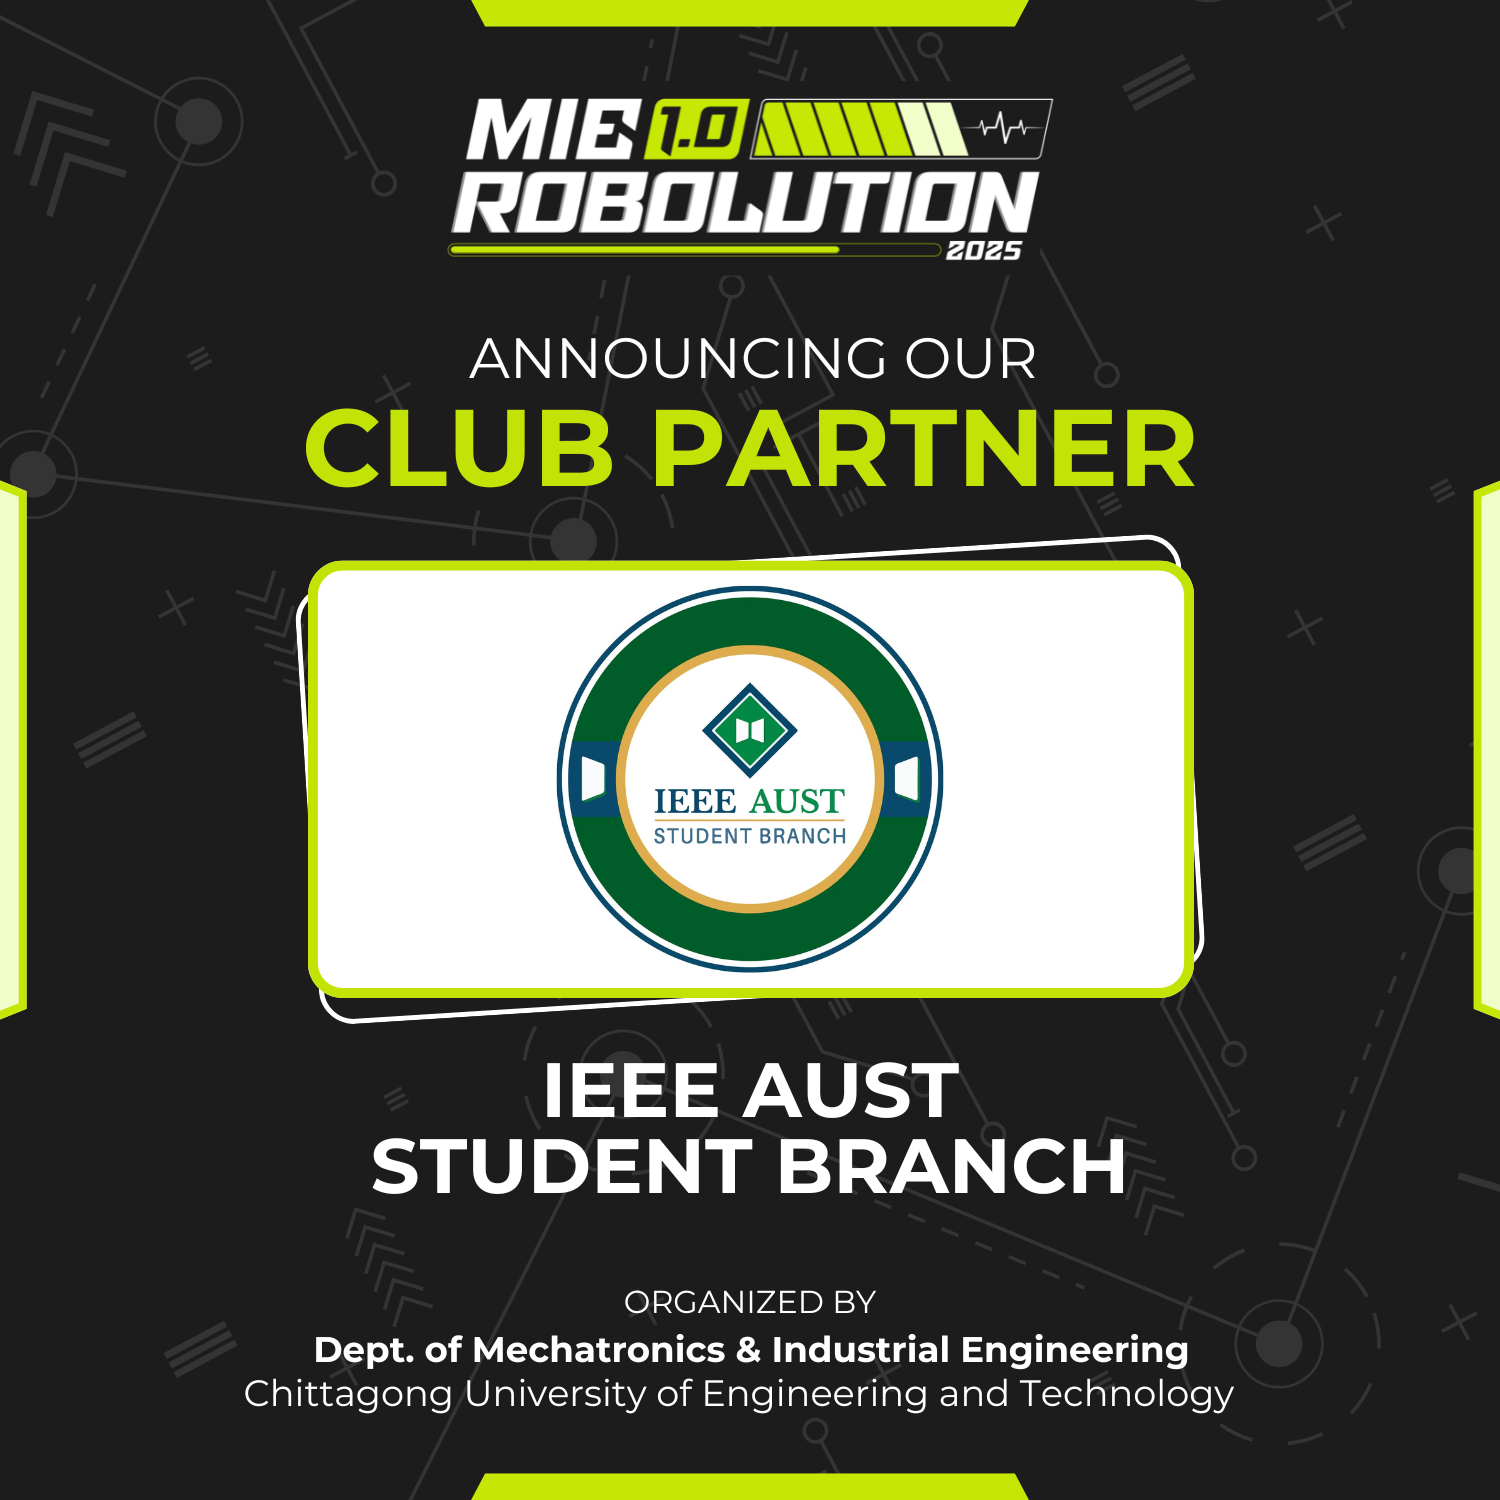 MIE 1.0
ROBOLUTION
2025
ANNOUNCING OUR
CLUB PARTNER
IEEE AUST
STUDENT BRANCH
IEEE AUST
STUDENT BRANCH
ORGANIZED BY
Dept. of Mechatronics & Industrial Engineering
Chittagong University of Engineering and Technology